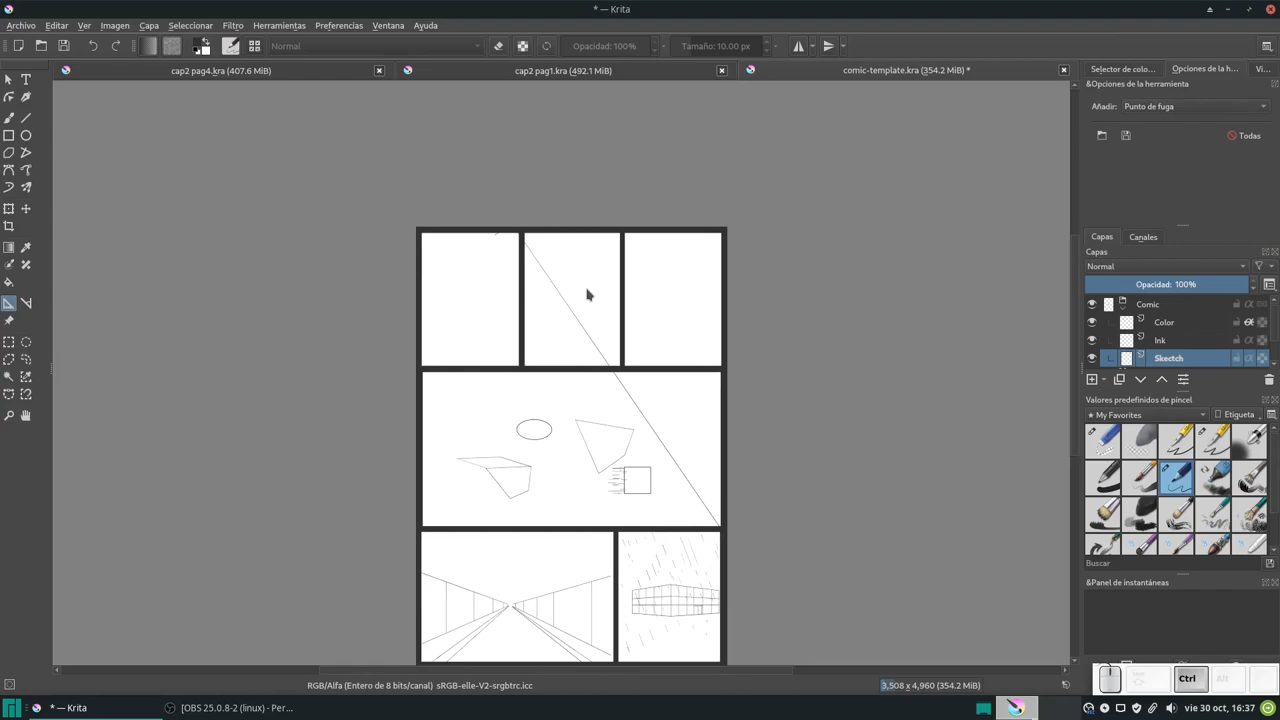 * — Krita
Archivo Editar Ver Imagen Capa Seleccionar Filtro Herramientas Preferencias Ventana Ayuda
Normal Opacidad: 100% Tamaño: 10.00 px
cap2 pag4.kra (407.6 MiB) cap2 pag1.kra (492.1 MiB) comic-template.kra (354.2 MiB) *
Selector de colo... Opciones de la h... Vi...
&Opciones de la herramienta
Añadir: Punto de fuga
Todas
Capas Canales
Capas
Normal
Opacidad: 100%
Comic
Color
Ink
Skectch
Valores predefinidos de pincel
★ My Favorites Etiqueta
Buscar
&Panel de instantáneas
RGB/Alfa (Entero de 8 bits/canal) sRGB-elle-V2-srgbtrc.icc 3,508 x 4,960 (354.2 MiB)
Ctrl Alt
* — Krita [OBS 25.0.8-2 (linux) - Per... vie 30 oct, 16:37